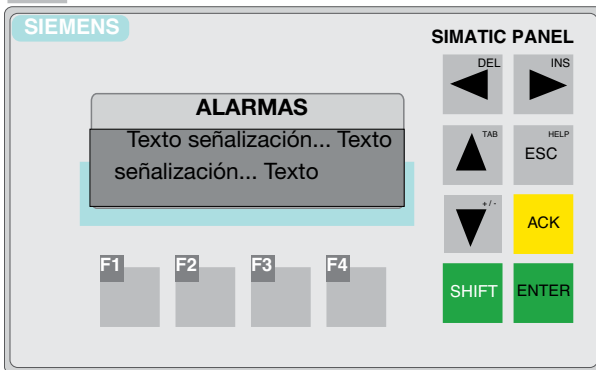 SIEMENS
SIMATIC PANEL
DEL
INS
ALARMAS
Texto señalización... Texto
señalización... Texto
TAB
HELP
ESC
+/-
ACK
F1
F2
F3
F4
SHIFT
ENTER